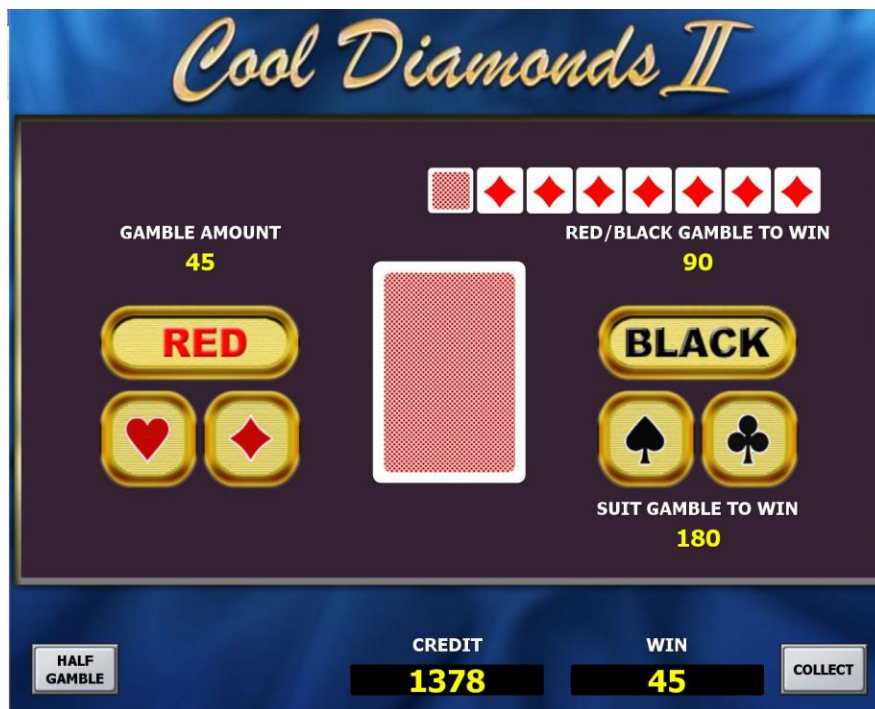 Cool Diamonds II
GAMBLE AMOUNT
45
RED/BLACK GAMBLE TO WIN
90
RED
BLACK
SUIT GAMBLE TO WIN
180
HALF
GAMBLE
CREDIT
1378
WIN
45
COLLECT